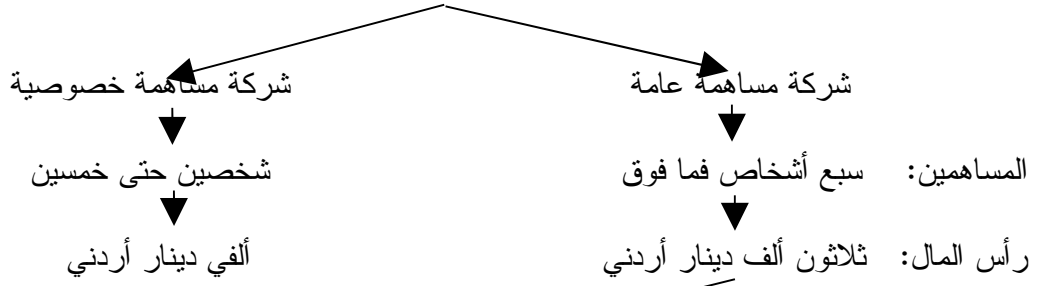 شركة مساهمة عامة شركة مساهمة خصوصية
المساهمين: سبع أشخاص فما فوق شخصين حتى خمسين
رأس المال: ثلاثون ألف دينار أردني ألفي دينار أردني